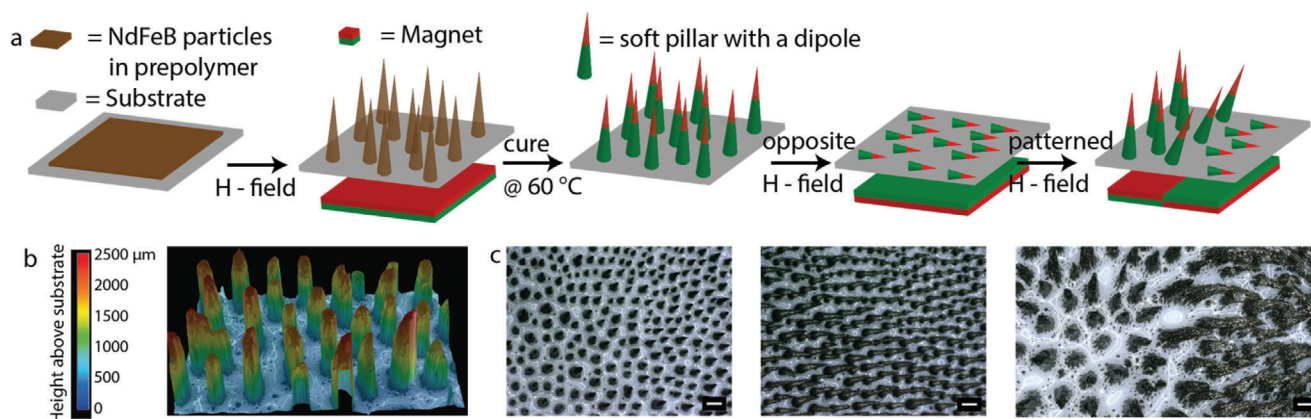 a
= NdFeB particles
in prepolymer
= Magnet
= soft pillar with a dipole
= Substrate
H - field
cure
@ 60 °C
opposite
H - field
patterned
H - field
b
Height above substrate
2500 µm
2000
1500
1000
500
0
c